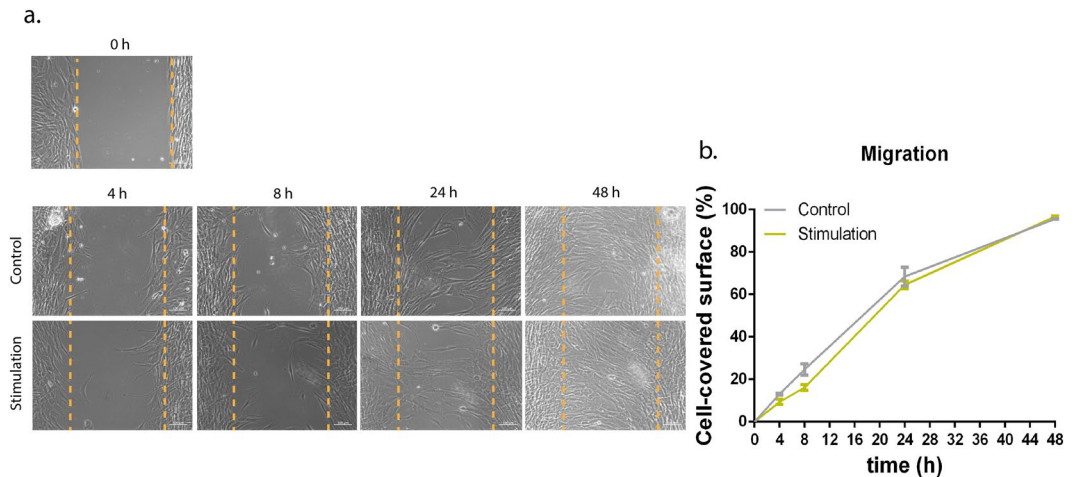 a.
0 h
4 h
8 h
24 h
48 h
Control
Stimulation
b.
Migration
Control
Stimulation
Cell-covered surface (%)
100
80
60
40
20
0
0 4 8 12 16 20 24 28 32 36 40 44 48
time (h)